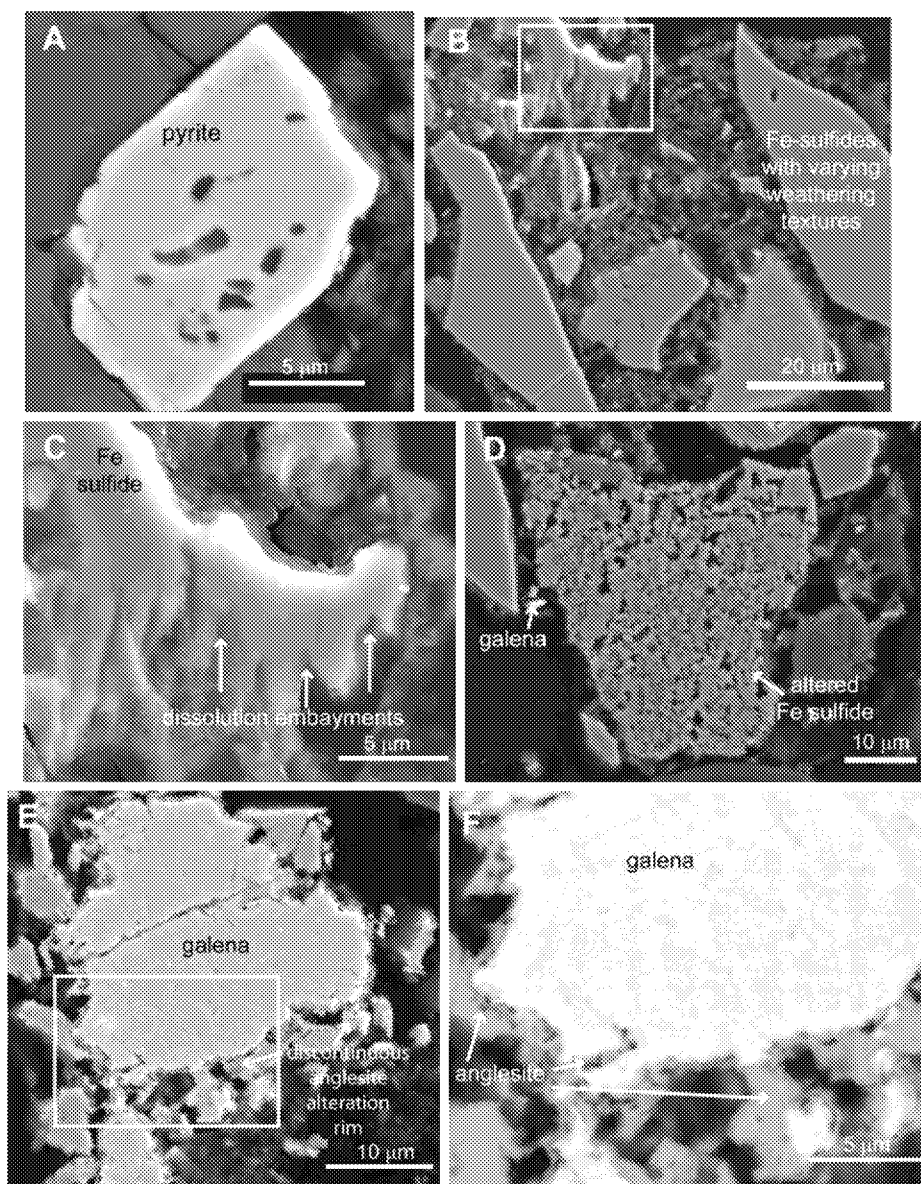 A
pyrite
5 µm
B
Fe-sulfides
with varying
weathering
textures
20 µm
C
Fe
sulfide
dissolution embayments
5 µm
D
galena
altered
Fe sulfide
10 µm
E
galena
discontinuous
anglesite
alteration
rim
10 µm
F
galena
anglesite
5 µm